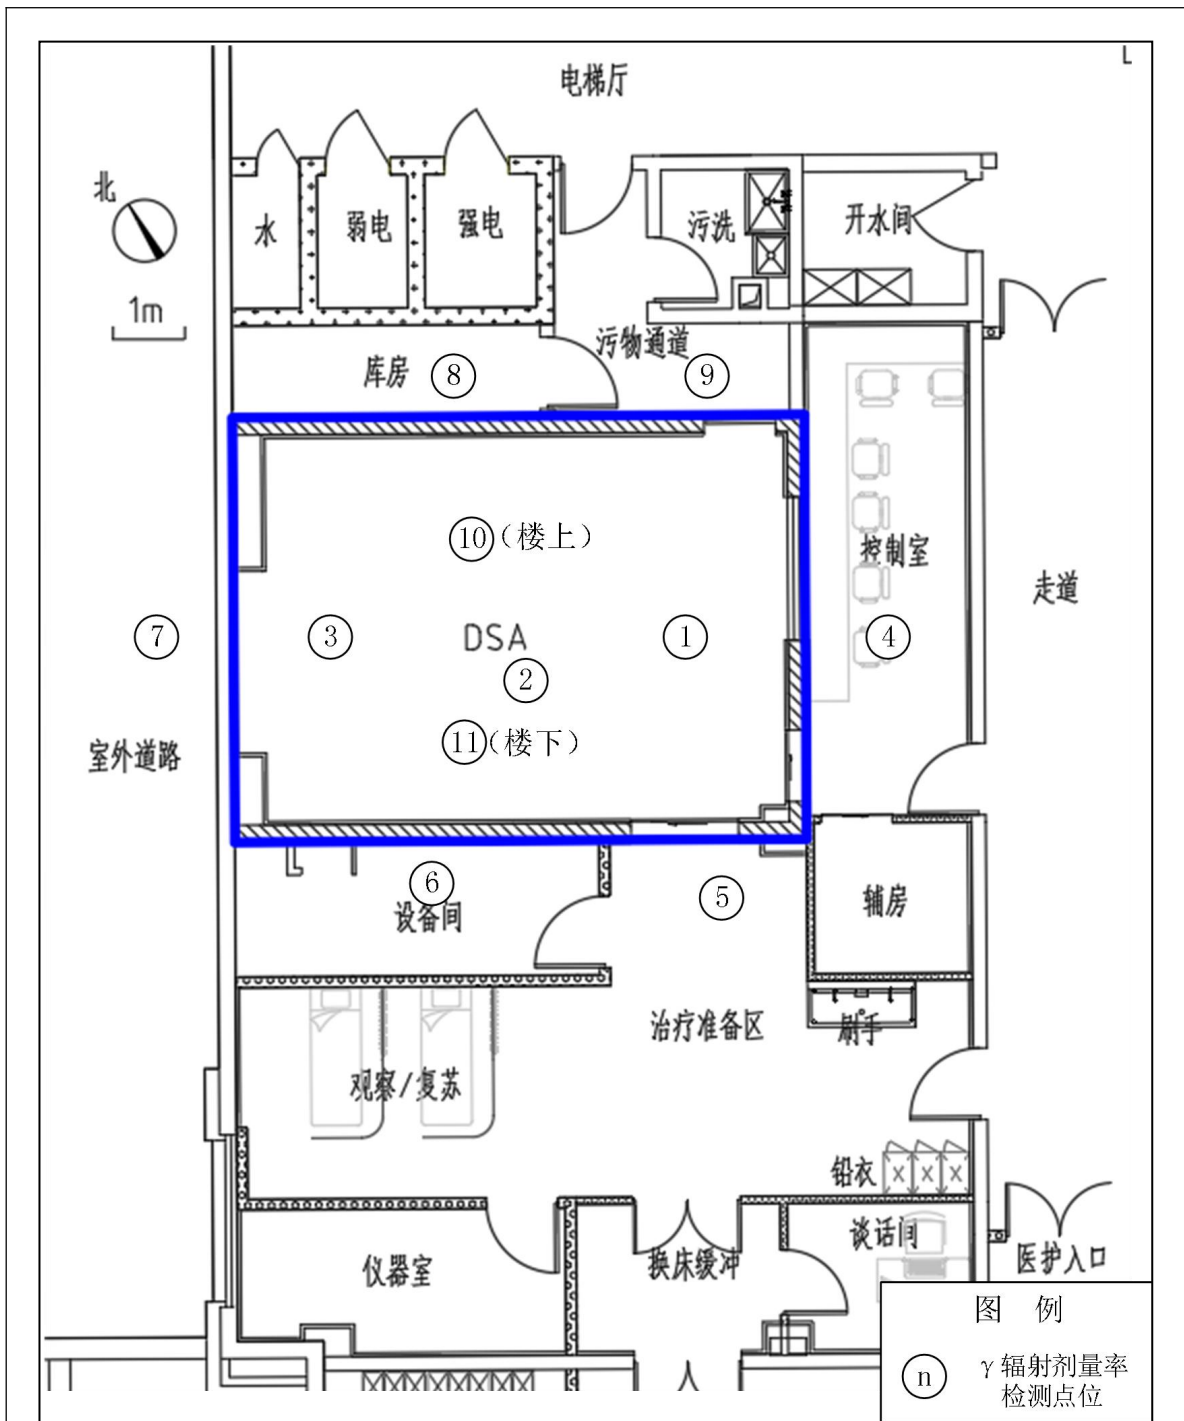 L
电梯厅
北
水
弱电
强电
污洗
开水间
1m
污物通道
库房
8
9
10（楼上）
控制室
走道
7
3
DSA
1
4
2
11（楼下）
室外道路
6
设备间
5
辅房
治疗准备区
刷手
观察/复苏
铅衣
谈话间
仪器室
换床缓冲
医护入口
图 例
n
γ辐射剂量率
检测点位